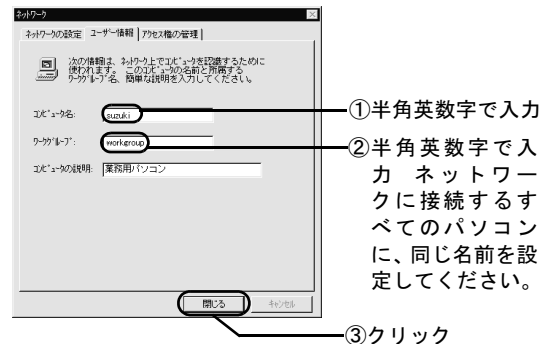 ネットワーク
ネットワークの設定 ユーザー情報 アクセス権の管理
次の情報は、ネットワーク上でコンピュータを認識するために
使われます。このコンピュータの名前と所属する
ワークグループ名、簡単な説明を入力してください。
コンピュータ名: suzuki
ワークグループ: workgroup
コンピュータの説明: 業務用パソコン
閉じる キャンセル
①半角英数字で入力
②半角英数字で入
力 ネットワー
クに接続するす
べてのパソコン
に、同じ名前を設
定してください。
③クリック